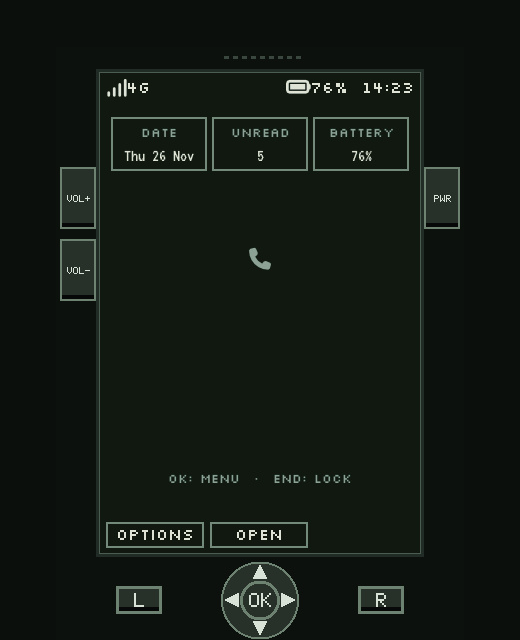 4G 76% 14:23
DATE UNREAD BATTERY
Thu 26 Nov 5 76%
VOL+ PWR
VOL-
OK: MENU · END: LOCK
OPTIONS OPEN
L OK R